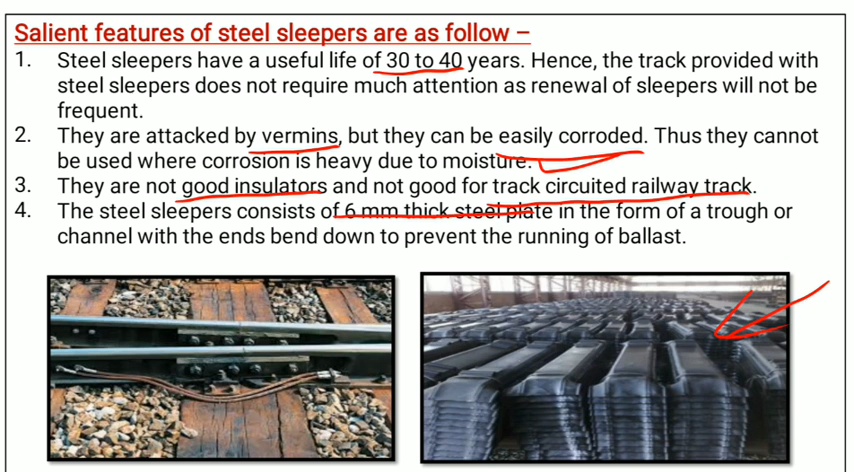 Salient features of steel sleepers are as follow –
1. Steel sleepers have a useful life of 30 to 40 years. Hence, the track provided with
steel sleepers does not require much attention as renewal of sleepers will not be
frequent.
2. They are attacked by vermins, but they can be easily corroded. Thus they cannot
be used where corrosion is heavy due to moisture.
3. They are not good insulators and not good for track circuited railway track.
4. The steel sleepers consists of 6 mm thick steel plate in the form of a trough or
channel with the ends bend down to prevent the running of ballast.